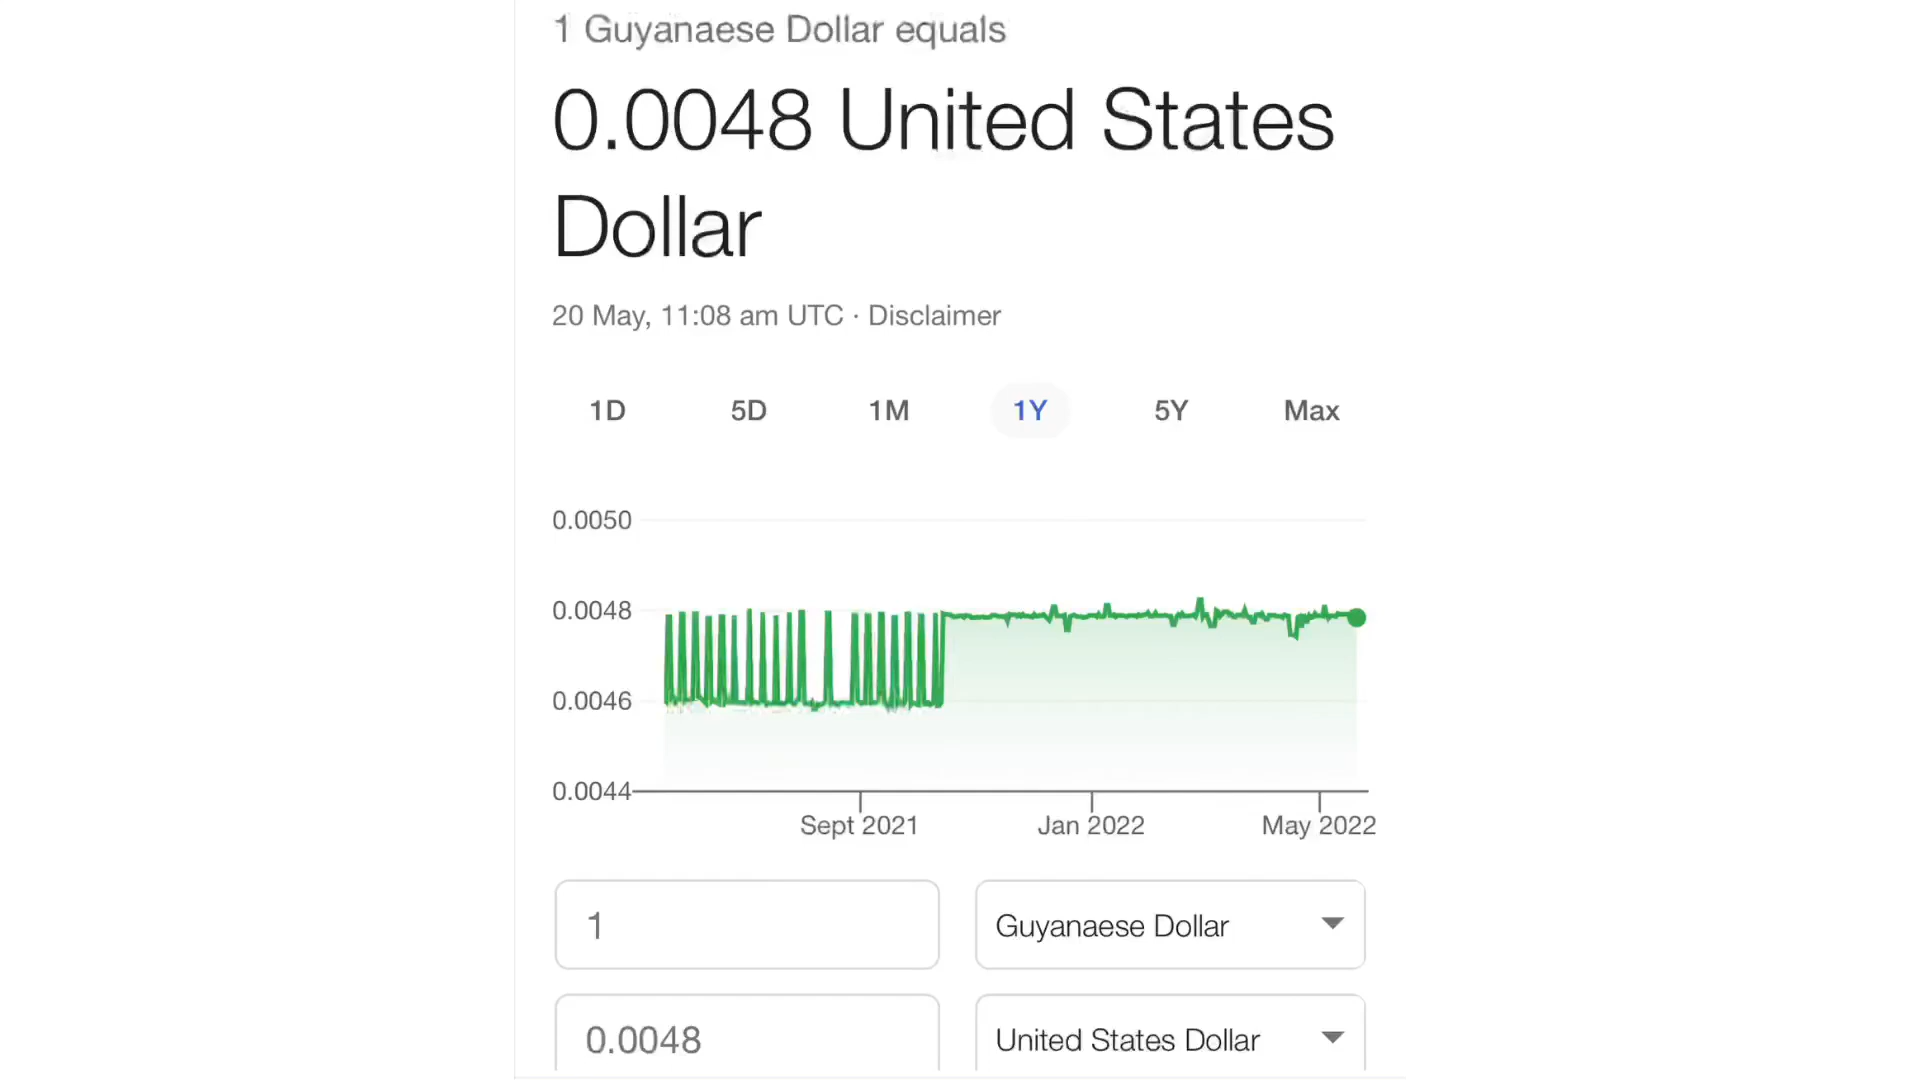 1 Guyanaese Dollar equals
0.0048 United States
Dollar
20 May, 11:08 am UTC · Disclaimer
1D 5D 1M 1Y 5Y Max
0.0050
0.0048
0.0046
0.0044
Sept 2021 Jan 2022 May 2022
1 Guyanaese Dollar
0.0048 United States Dollar